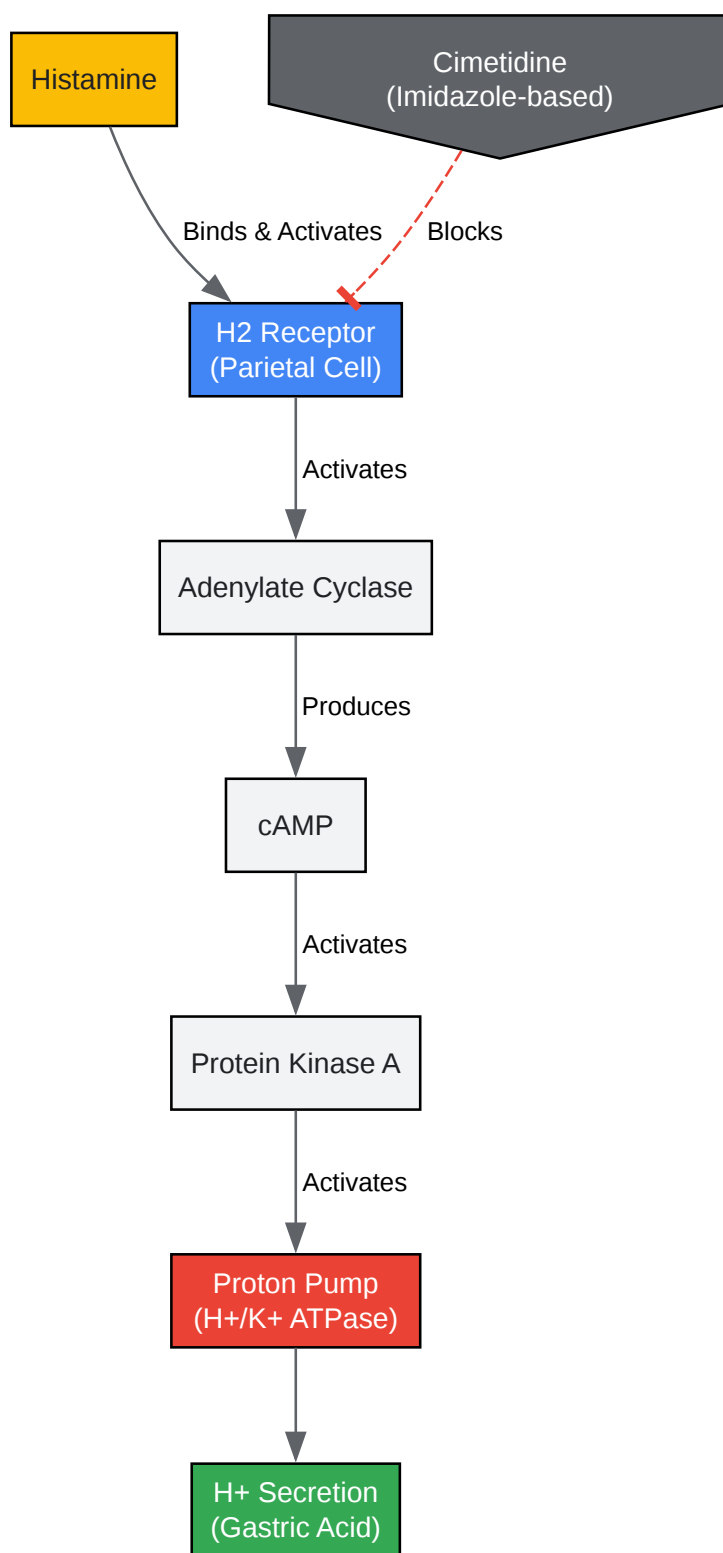 Histamine
Cimetidine
(Imidazole-based)
Binds & Activates
Blocks
H2 Receptor
(Parietal Cell)
Activates
Adenylate Cyclase
Produces
cAMP
Activates
Protein Kinase A
Activates
Proton Pump
(H+/K+ ATPase)
H+ Secretion
(Gastric Acid)